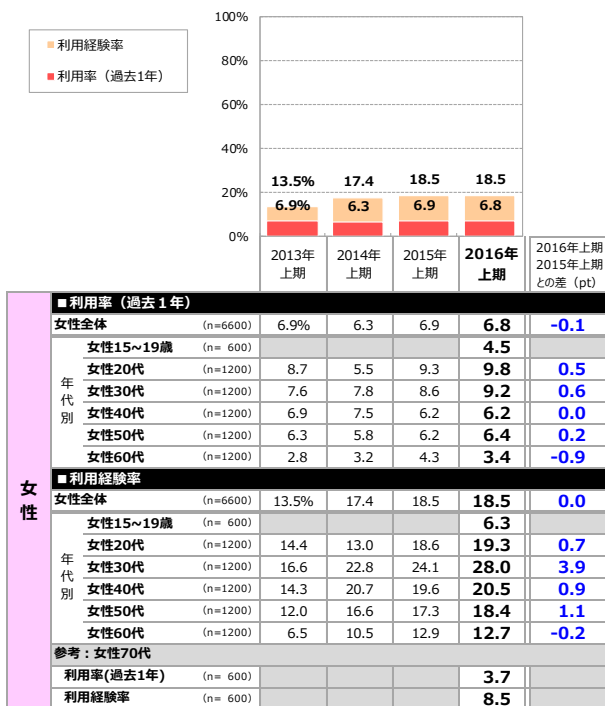 100%
80%
60%
40%
20%
0%
■利用経験率
■利用率（過去1年）
13.5% 17.4 18.5 18.5
6.9% 6.3 6.9 6.8
2013年上期 2014年上期 2015年上期 2016年上期 2016年上期2015年上期との差（pt）
女性
■利用率（過去１年）
女性全体 （n=6600） 6.9% 6.3 6.9 6.8 -0.1
年代別
女性15~19歳 （n= 600） 4.5
女性20代 （n=1200） 8.7 5.5 9.3 9.8 0.5
女性30代 （n=1200） 7.6 7.8 8.6 9.2 0.6
女性40代 （n=1200） 6.9 7.5 6.2 6.2 0.0
女性50代 （n=1200） 6.3 5.8 6.2 6.4 0.2
女性60代 （n=1200） 2.8 3.2 4.3 3.4 -0.9
■利用経験率
女性全体 （n=6600） 13.5% 17.4 18.5 18.5 0.0
年代別
女性15~19歳 （n= 600） 6.3
女性20代 （n=1200） 14.4 13.0 18.6 19.3 0.7
女性30代 （n=1200） 16.6 22.8 24.1 28.0 3.9
女性40代 （n=1200） 14.3 20.7 19.6 20.5 0.9
女性50代 （n=1200） 12.0 16.6 17.3 18.4 1.1
女性60代 （n=1200） 6.5 10.5 12.9 12.7 -0.2
参考：女性70代
利用率(過去1年) （n= 600） 3.7
利用経験率 （n= 600） 8.5